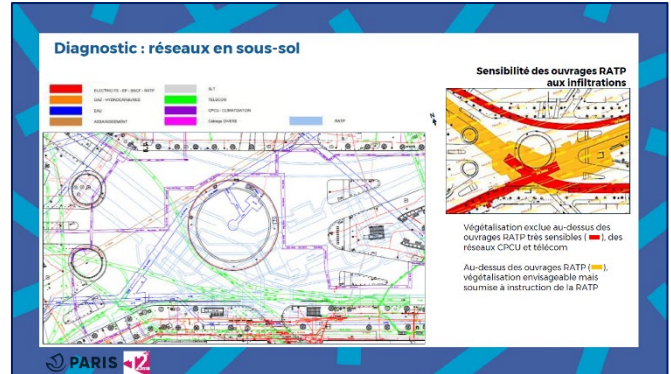 Diagnostic : réseaux en sous-sol
ELECTRICITE - EP - SNCF - RATP
GAZ - HYDROCARBURES
EAU
ASSAINISSEMENT
SLT
TELECOM
CPCU - CLIMATISATION
RATP
Sensibilité des ouvrages RATP
aux infiltrations
Végétalisation exclue au-dessus des
ouvrages RATP très sensibles ( ), des
réseaux CPCU et télécom
Au-dessus des ouvrages RATP ( ),
végétalisation envisageable mais
soumise à instruction de la RATP
PARIS 12